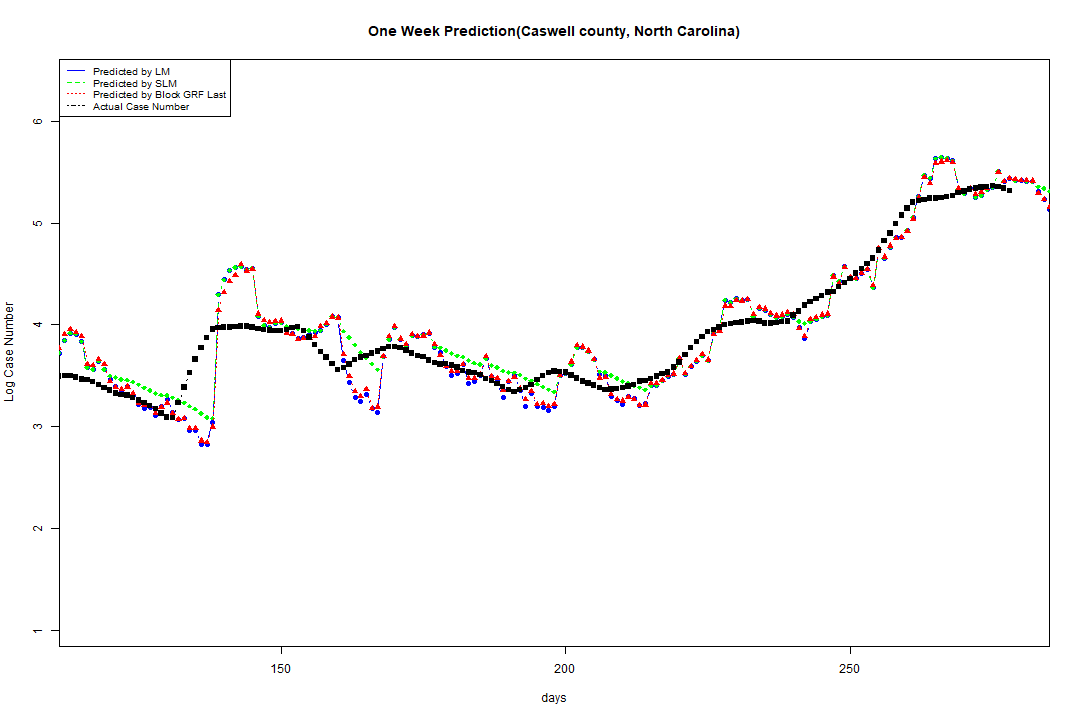 One Week Prediction(Caswell county, North Carolina)
Predicted by LM
Predicted by SLM
Predicted by Block GRF Last
Actual Case Number
6
5
4
3
2
1
Log Case Number
150 200 250
days